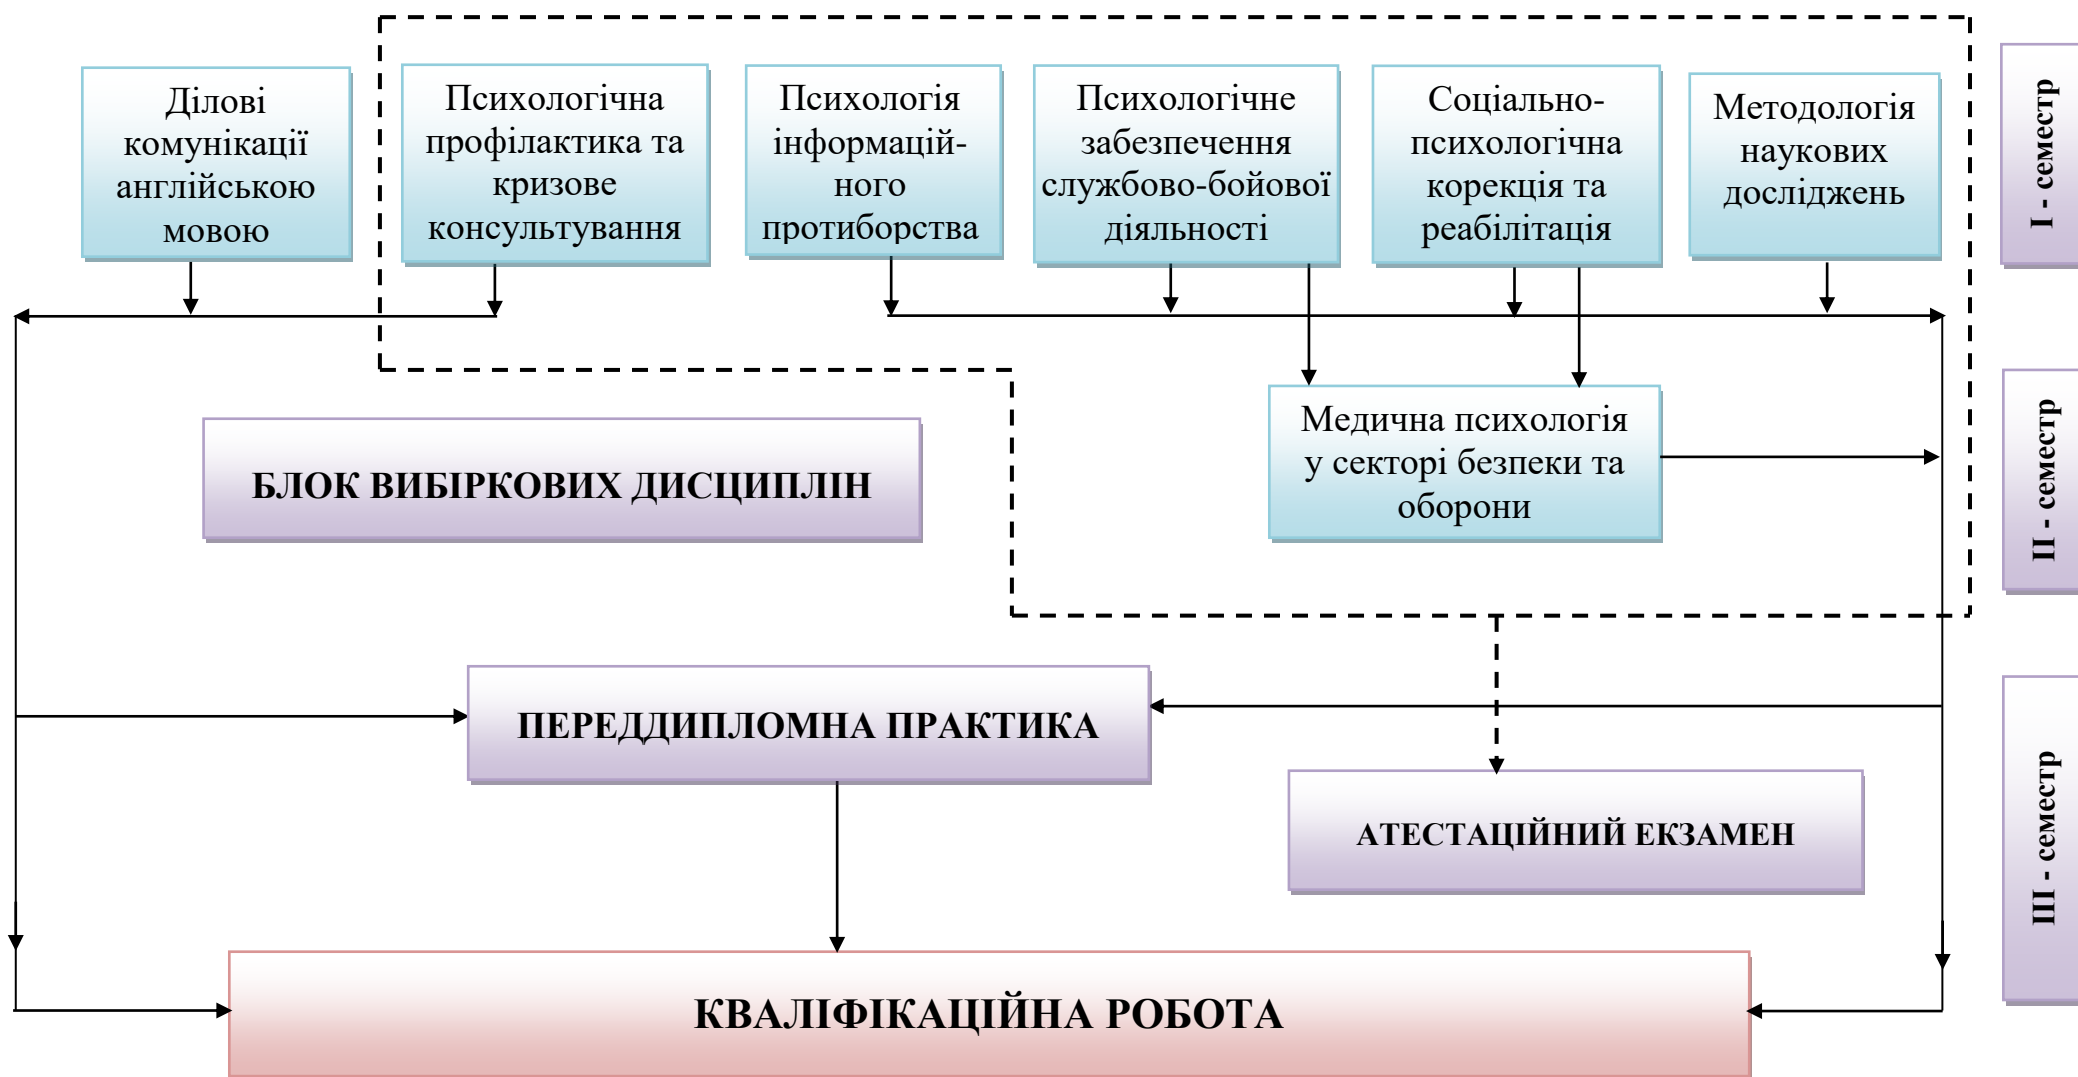 Ділові
комунікації
англійською
мовою
Психологічна
профілактика та
кризове
консультування
Психологія
інформацій-
ного
протиборства
Психологічне
забезпечення
службово-бойової
діяльності
Соціально-
психологічна
корекція та
реабілітація
Методологія
наукових
досліджень
І - семестр
Медична психологія
у секторі безпеки та
оборони
БЛОК ВИБІРКОВИХ ДИСЦИПЛІН
ІІ - семестр
ПЕРЕДДИПЛОМНА ПРАКТИКА
АТЕСТАЦІЙНИЙ ЕКЗАМЕН
ІІІ - семестр
КВАЛІФІКАЦІЙНА РОБОТА